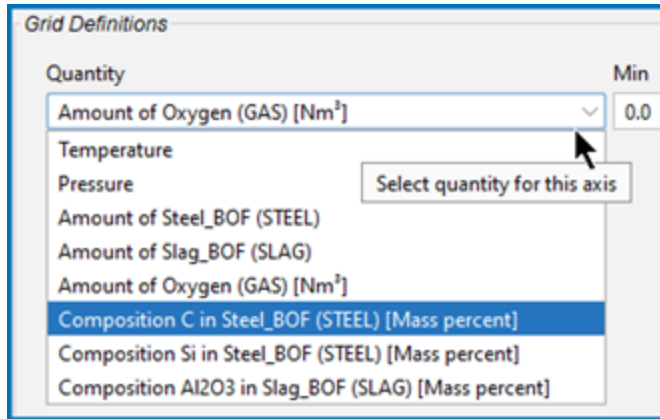 Grid Definitions
Quantity Min
Amount of Oxygen (GAS) [Nm³] 0.0
Temperature
Pressure Select quantity for this axis
Amount of Steel_BOF (STEEL)
Amount of Slag_BOF (SLAG)
Amount of Oxygen (GAS) [Nm³]
Composition C in Steel_BOF (STEEL) [Mass percent]
Composition Si in Steel_BOF (STEEL) [Mass percent]
Composition Al2O3 in Slag_BOF (SLAG) [Mass percent]